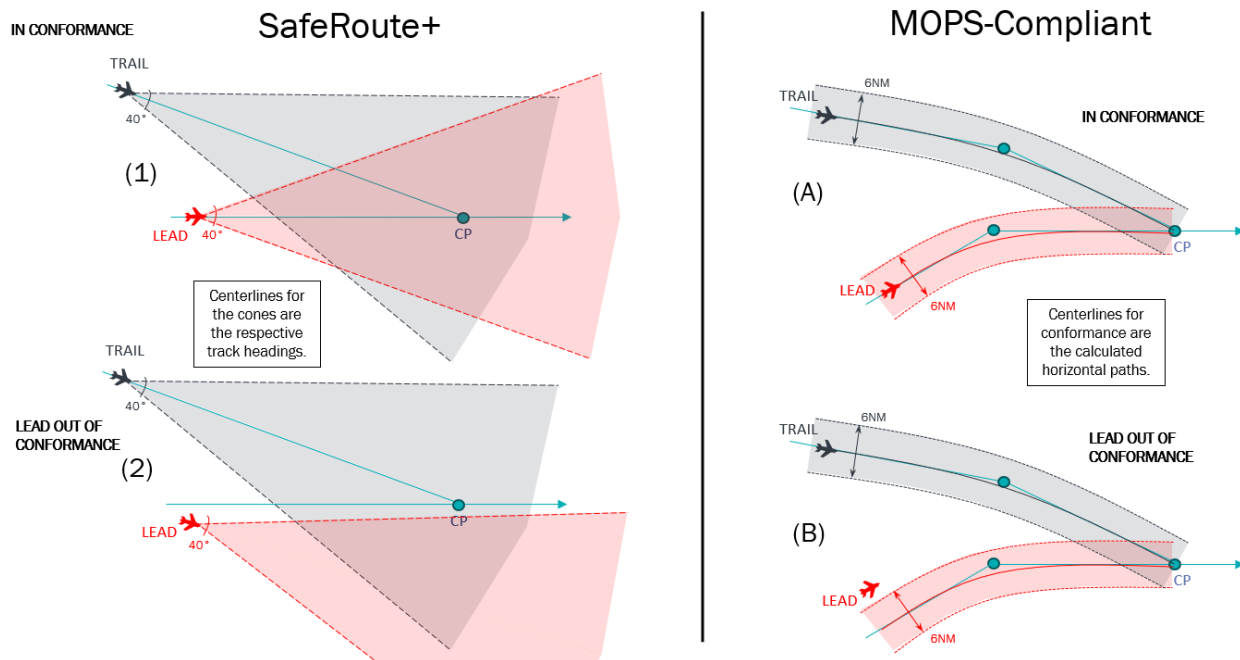 SafeRoute+
IN CONFORMANCE
TRAIL
40°
(1)
LEAD
40°
CP
Centerlines for
the cones are
the respective
track headings.
TRAIL
40°
LEAD OUT OF
CONFORMANCE
(2)
LEAD
40°
CP
MOPS-Compliant
TRAIL
6NM
IN CONFORMANCE
(A)
LEAD
6NM
CP
Centerlines for
conformance are
the calculated
horizontal paths.
TRAIL
6NM
LEAD OUT OF
CONFORMANCE
(B)
LEAD
6NM
CP